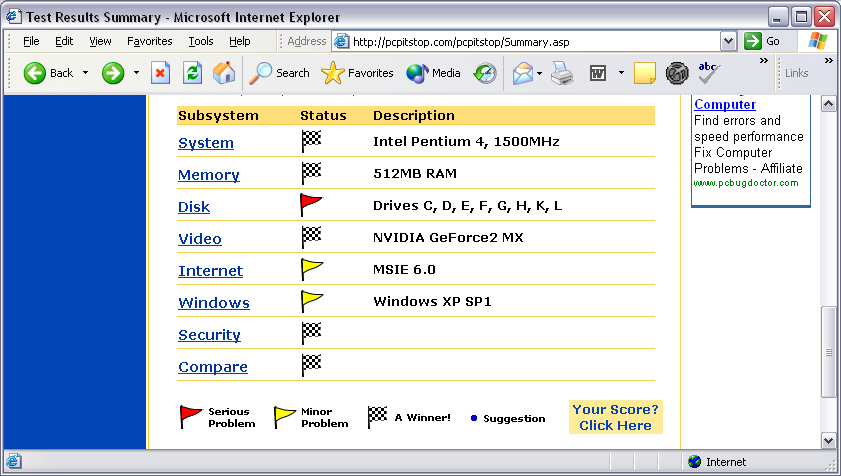 Test Results Summary - Microsoft Internet Explorer
File Edit View Favorites Tools Help Address http://pcpitstop.com/pcpitstop/Summary.asp Go
Back Search Favorites Media W abc » Links »
Subsystem Status Description
System Intel Pentium 4, 1500MHz
Memory 512MB RAM
Disk Drives C, D, E, F, G, H, K, L
Video NVIDIA GeForce2 MX
Internet MSIE 6.0
Windows Windows XP SP1
Security
Compare
Serious
Problem
Minor
Problem
A Winner!
Suggestion
Your Score?
Click Here
Computer
Find errors and
speed performance
Fix Computer
Problems - Affiliate
www.pcbugdoctor.com
Internet